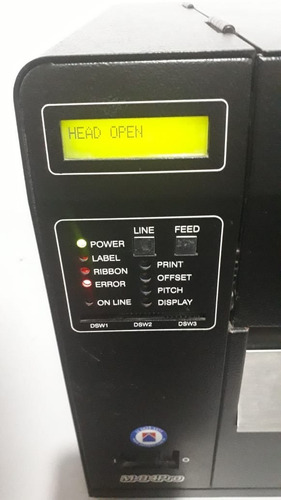 HEAD OPEN
LINE FEED
POWER
LABEL
RIBBON
ERROR
ON LINE
PRINT
OFFSET
PITCH
DISPLAY
DSW1 DSW2 DSW3